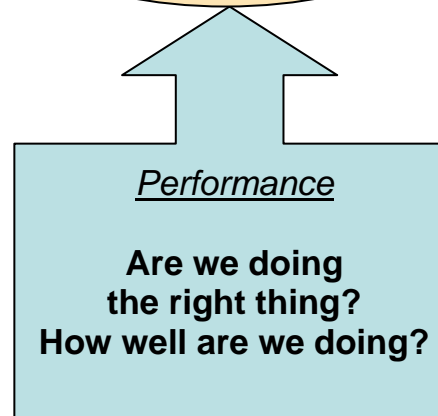 Performance
Are we doing
the right thing?
How well are we doing?